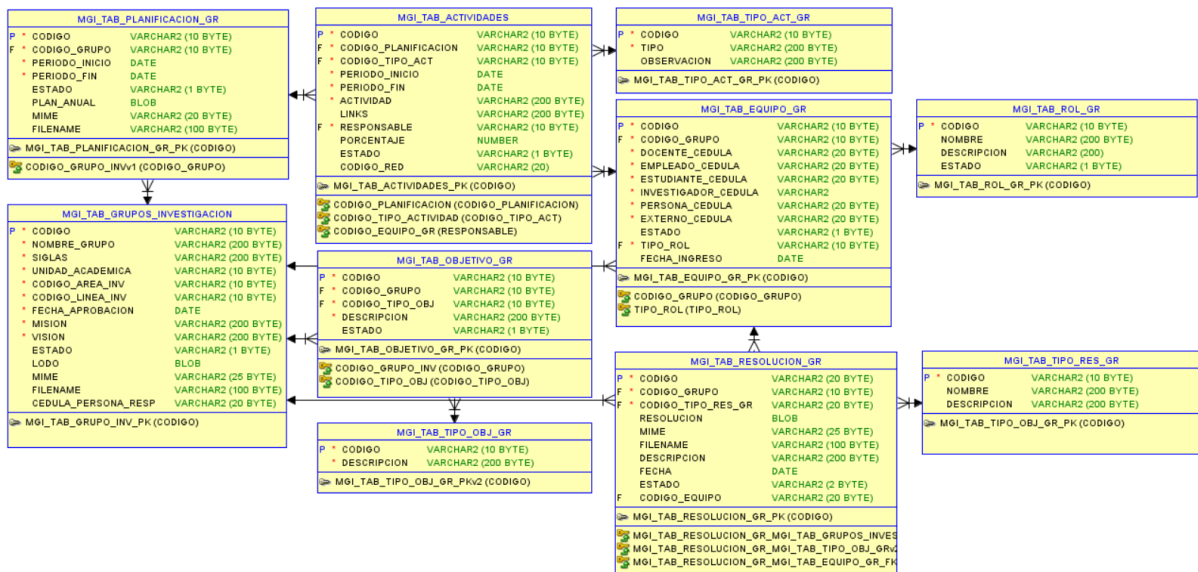 MGI_TAB_PLANIFICACION_GR
P * CODIGO VARCHAR2 (10 BYTE)
F * CODIGO_GRUPO VARCHAR2 (10 BYTE)
* PERIODO_INICIO DATE
* PERIODO_FIN DATE
ESTADO VARCHAR2 (1 BYTE)
PLAN_ANUAL BLOB
MIME VARCHAR2 (20 BYTE)
FILENAME VARCHAR2 (100 BYTE)
MGI_TAB_PLANIFICACION_GR_PK (CODIGO)
CODIGO_GRUPO_INVv1 (CODIGO_GRUPO)
MGI_TAB_ACTIVIDADES
P * CODIGO VARCHAR2 (10 BYTE)
F * CODIGO_PLANIFICACION VARCHAR2 (10 BYTE)
F * CODIGO_TIPO_ACT VARCHAR2 (10 BYTE)
* PERIODO_INICIO DATE
* PERIODO_FIN DATE
* ACTIVIDAD VARCHAR2 (200 BYTE)
LINKS VARCHAR2 (200 BYTE)
F * RESPONSABLE VARCHAR2 (10 BYTE)
PORCENTAJE NUMBER
ESTADO VARCHAR2 (1 BYTE)
CODIGO_RED VARCHAR2 (20)
MGI_TAB_ACTIVIDADES_PK (CODIGO)
CODIGO_PLANIFICACION (CODIGO_PLANIFICACION)
CODIGO_TIPO_ACTIVIDAD (CODIGO_TIPO_ACT)
CODIGO_EQUIPO_GR (RESPONSABLE)
MGI_TAB_TIPO_ACT_GR
P * CODIGO VARCHAR2 (10 BYTE)
* TIPO VARCHAR2 (200 BYTE)
OBSERVACION VARCHAR2 (200 BYTE)
MGI_TAB_TIPO_ACT_GR_PK (CODIGO)
MGI_TAB_EQUIPO_GR
P * CODIGO VARCHAR2 (10 BYTE)
F * CODIGO_GRUPO VARCHAR2 (10 BYTE)
* DOCENTE_CEDULA VARCHAR2 (20 BYTE)
* EMPLEADO_CEDULA VARCHAR2 (20 BYTE)
* ESTUDIANTE_CEDULA VARCHAR2 (20 BYTE)
* INVESTIGADOR_CEDULA VARCHAR2
* PERSONA_CEDULA VARCHAR2 (20 BYTE)
* EXTERNO_CEDULA VARCHAR2 (20 BYTE)
ESTADO VARCHAR2 (1 BYTE)
F * TIPO_ROL VARCHAR2 (10 BYTE)
FECHA_INGRESO DATE
MGI_TAB_EQUIPO_GR_PK (CODIGO)
CODIGO_GRUPO (CODIGO_GRUPO)
TIPO_ROL (TIPO_ROL)
MGI_TAB_ROL_GR
P * CODIGO VARCHAR2 (10 BYTE)
NOMBRE VARCHAR2 (200 BYTE)
DESCRIPCION VARCHAR2 (200)
ESTADO VARCHAR2 (1 BYTE)
MGI_TAB_ROL_GR_PK (CODIGO)
MGI_TAB_GRUPOS_INVESTIGACION
P * CODIGO VARCHAR2 (10 BYTE)
* NOMBRE_GRUPO VARCHAR2 (200 BYTE)
* SIGLAS VARCHAR2 (200 BYTE)
* UNIDAD_ACADEMICA VARCHAR2 (10 BYTE)
* CODIGO_AREA_INV VARCHAR2 (10 BYTE)
* CODIGO_LINEA_INV VARCHAR2 (10 BYTE)
* FECHA_APROBACION DATE
* MISION VARCHAR2 (200 BYTE)
* VISION VARCHAR2 (200 BYTE)
ESTADO VARCHAR2 (1 BYTE)
LODO BLOB
MIME VARCHAR2 (25 BYTE)
FILENAME VARCHAR2 (100 BYTE)
CEDULA_PERSONA_RESP VARCHAR2 (20 BYTE)
MGI_TAB_GRUPO_INV_PK (CODIGO)
MGI_TAB_OBJETIVO_GR
P * CODIGO VARCHAR2 (10 BYTE)
F * CODIGO_GRUPO VARCHAR2 (10 BYTE)
F * CODIGO_TIPO_OBJ VARCHAR2 (10 BYTE)
* DESCRIPCION VARCHAR2 (200 BYTE)
ESTADO VARCHAR2 (1 BYTE)
MGI_TAB_OBJETIVO_GR_PK (CODIGO)
CODIGO_GRUPO_INV (CODIGO_GRUPO)
CODIGO_TIPO_OBJ (CODIGO_TIPO_OBJ)
MGI_TAB_TIPO_OBJ_GR
P * CODIGO VARCHAR2 (10 BYTE)
* DESCRIPCION VARCHAR2 (200 BYTE)
MGI_TAB_TIPO_OBJ_GR_PKv2 (CODIGO)
MGI_TAB_RESOLUCION_GR
P * CODIGO VARCHAR2 (20 BYTE)
F * CODIGO_GRUPO VARCHAR2 (10 BYTE)
F * CODIGO_TIPO_RES_GR VARCHAR2 (20 BYTE)
RESOLUCION BLOB
MIME VARCHAR2 (25 BYTE)
FILENAME VARCHAR2 (100 BYTE)
DESCRIPCION VARCHAR2 (200 BYTE)
FECHA DATE
ESTADO VARCHAR2 (2 BYTE)
F CODIGO_EQUIPO VARCHAR2 (20 BYTE)
MGI_TAB_RESOLUCION_GR_PK (CODIGO)
MGI_TAB_RESOLUCION_GR_MGI_TAB_GRUPOS_INVES
MGI_TAB_RESOLUCION_GR_MGI_TAB_TIPO_OBJ_GRv
MGI_TAB_RESOLUCION_GR_MGI_TAB_EQUIPO_GR_FK
MGI_TAB_TIPO_RES_GR
P * CODIGO VARCHAR2 (10 BYTE)
NOMBRE VARCHAR2 (200 BYTE)
DESCRIPCION VARCHAR2 (200 BYTE)
MGI_TAB_TIPO_OBJ_GR_PK (CODIGO)